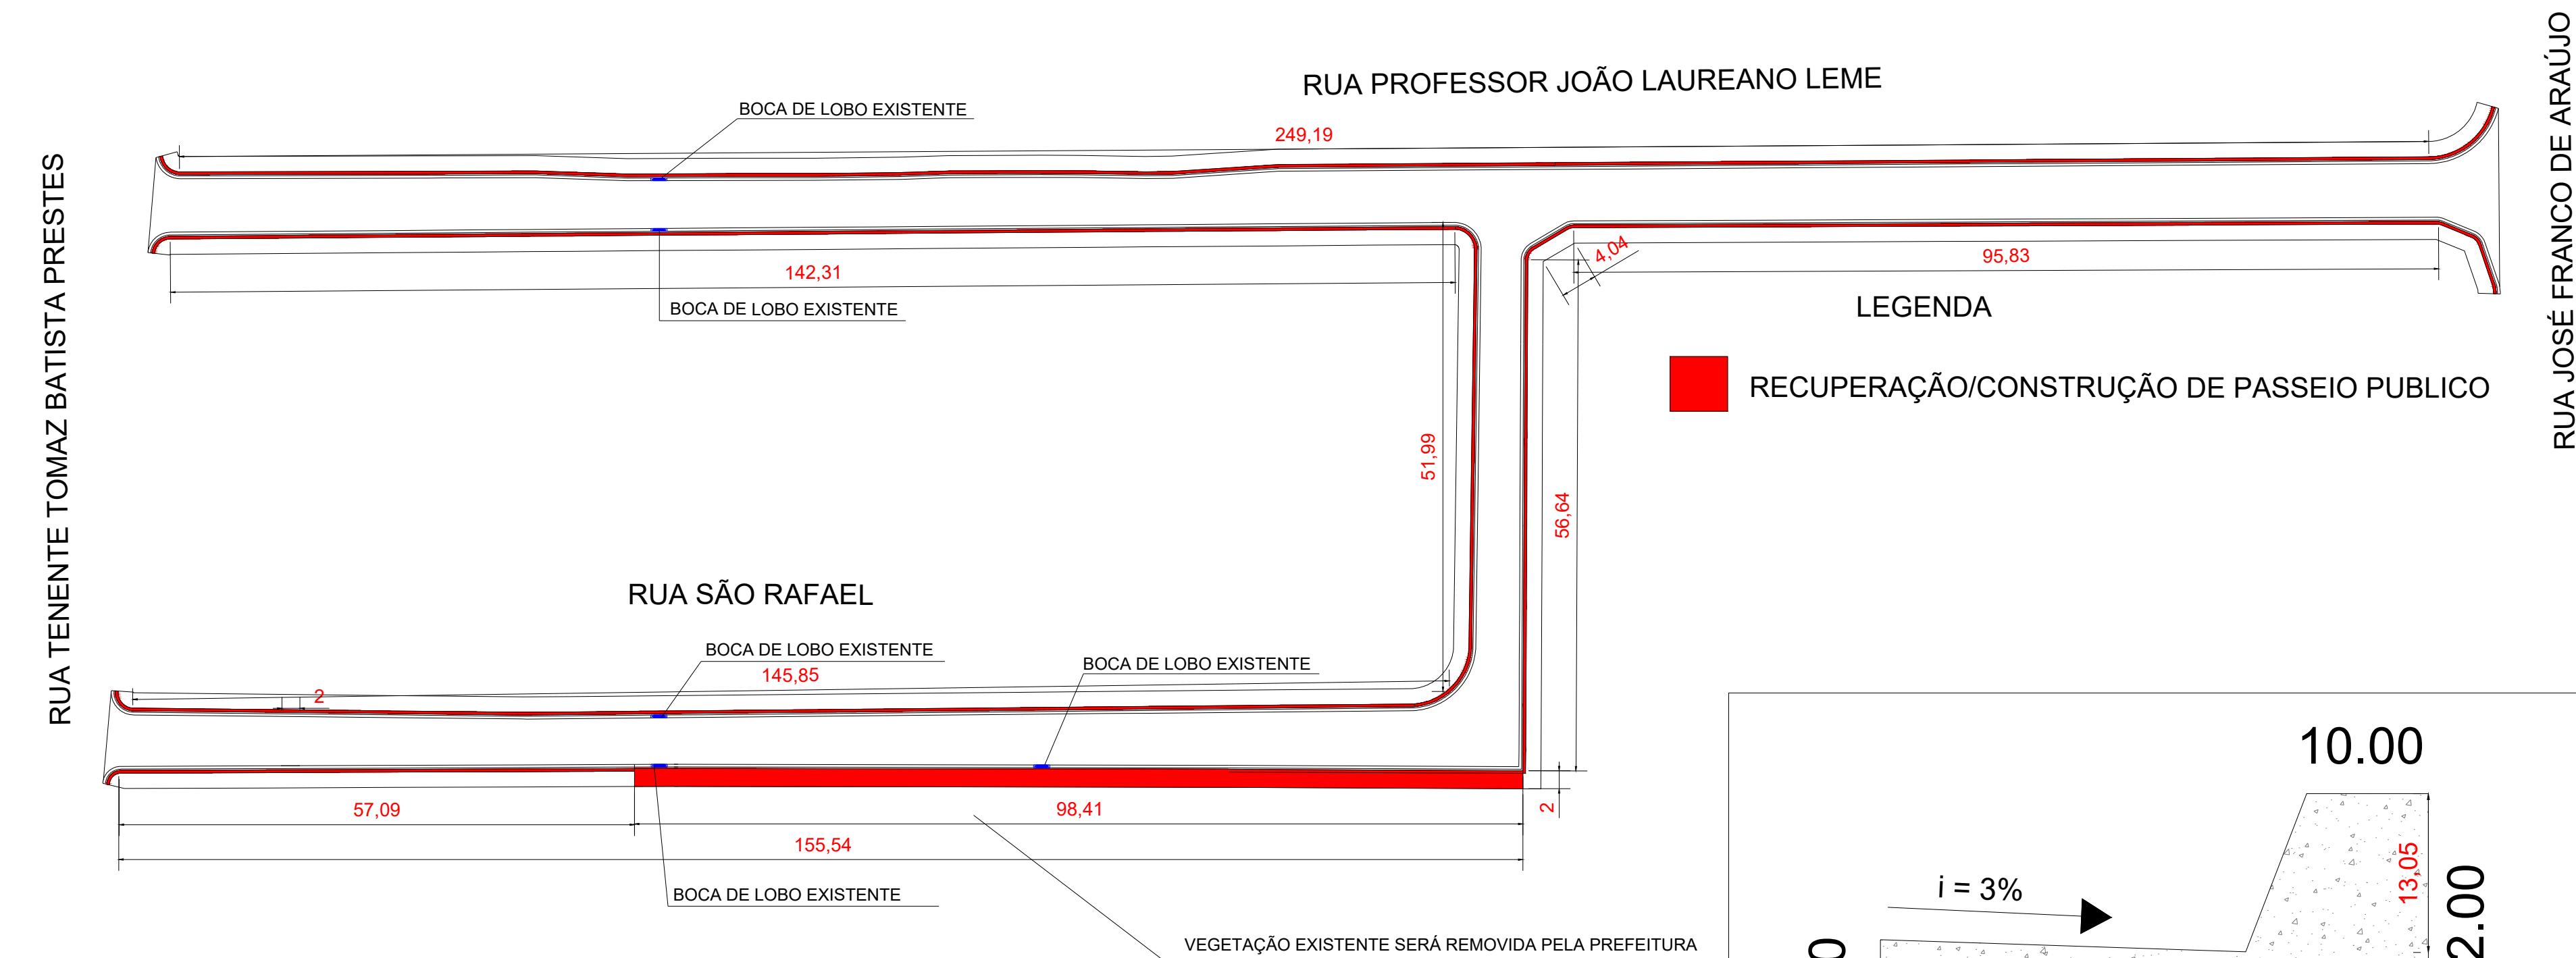 RUA PROFESSOR JOÃO LAUREANO LEME
RUA JOSÉ FRANCO DE ARAÚJO
BOCA DE LOBO EXISTENTE
249,19
RUA TENENTE TOMAZ BATISTA PRESTES
142,31
BOCA DE LOBO EXISTENTE
4,04
95,83
LEGENDA
RECUPERAÇÃO/CONSTRUÇÃO DE PASSEIO PUBLICO
51,99
56,64
RUA SÃO RAFAEL
BOCA DE LOBO EXISTENTE
145,85
BOCA DE LOBO EXISTENTE
2
57,09
98,41
2
155,54
BOCA DE LOBO EXISTENTE
VEGETAÇÃO EXISTENTE SERÁ REMOVIDA PELA PREFEITURA
10.00
13,05
i = 3%